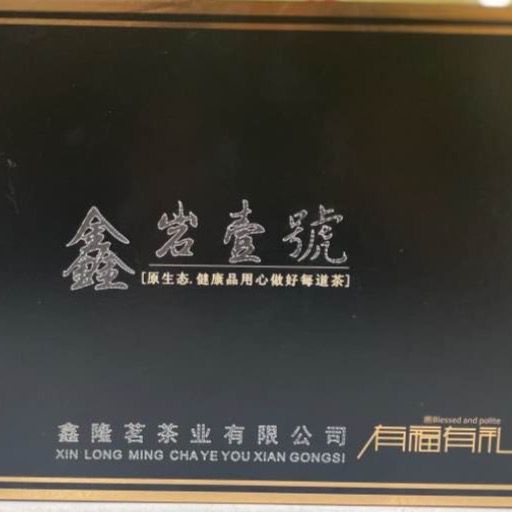 鑫岩壹號
[原生态.健康品用心做好每道茶]
鑫隆茗茶业有限公司
XIN LONG MING CHAYE YOU XIAN GONGSI
Blessed and polite
有福有礼